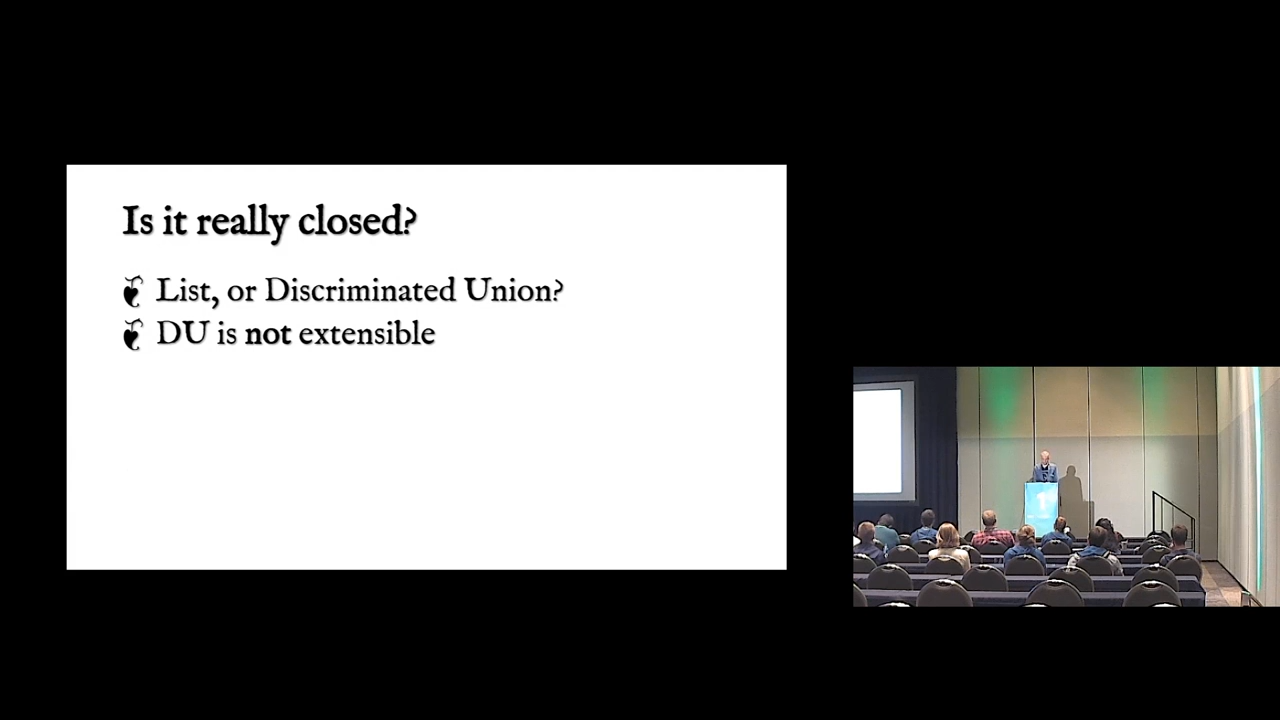 Is it really closed?
List, or Discriminated Union?
DU is not extensible